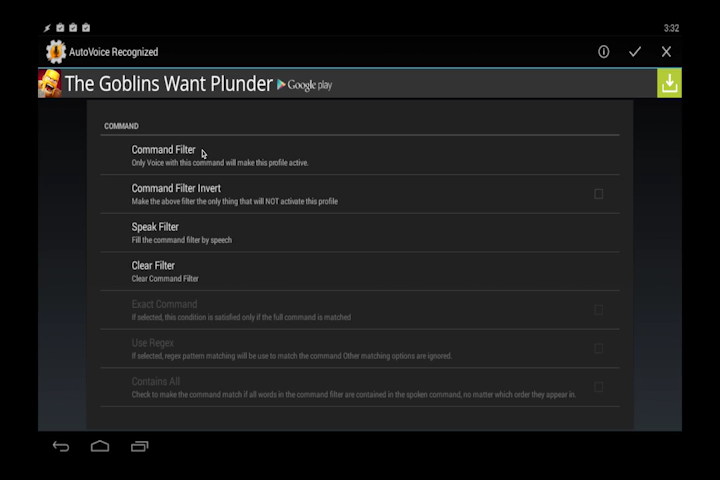 3:32
AutoVoice Recognized
The Goblins Want Plunder Google play
COMMAND
Command Filter
Only Voice with this command will make this profile active.
Command Filter Invert
Make the above filter the only thing that will NOT activate this profile
Speak Filter
Fill the command filter by speech
Clear Filter
Clear Command Filter
Exact Command
If selected, this condition is satisfied only if the full command is matched
Use Regex
If selected, regex pattern matching will be use to match the command Other matching options are ignored.
Contains All
Check to make the command match if all words in the command filter are contained in the spoken command, no matter which order they appear in.